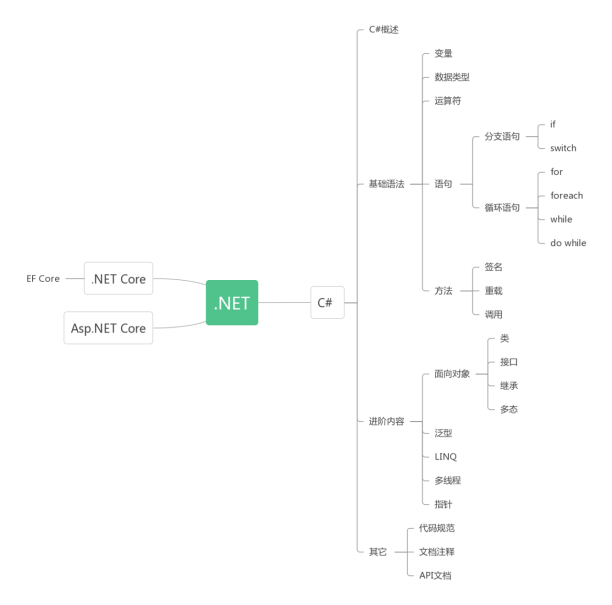 C#概述
变量
数据类型
运算符
if
分支语句
switch
for
基础语法
语句
foreach
循环语句
while
do while
签名
EF Core
.NET Core
方法
重载
.NET
C#
调用
Asp.NET Core
类
接口
面向对象
继承
多态
进阶内容
泛型
LINQ
多线程
指针
代码规范
其它
文档注释
API文档